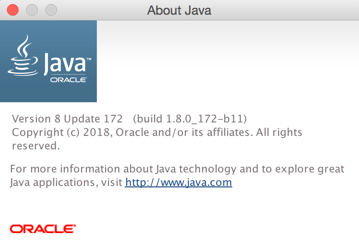 About Java
Java™
ORACLE
Version 8 Update 172 (build 1.8.0_172-b11)
Copyright (c) 2018, Oracle and/or its affiliates. All rights
reserved.
For more information about Java technology and to explore great
Java applications, visit http://www.java.com
ORACLE®